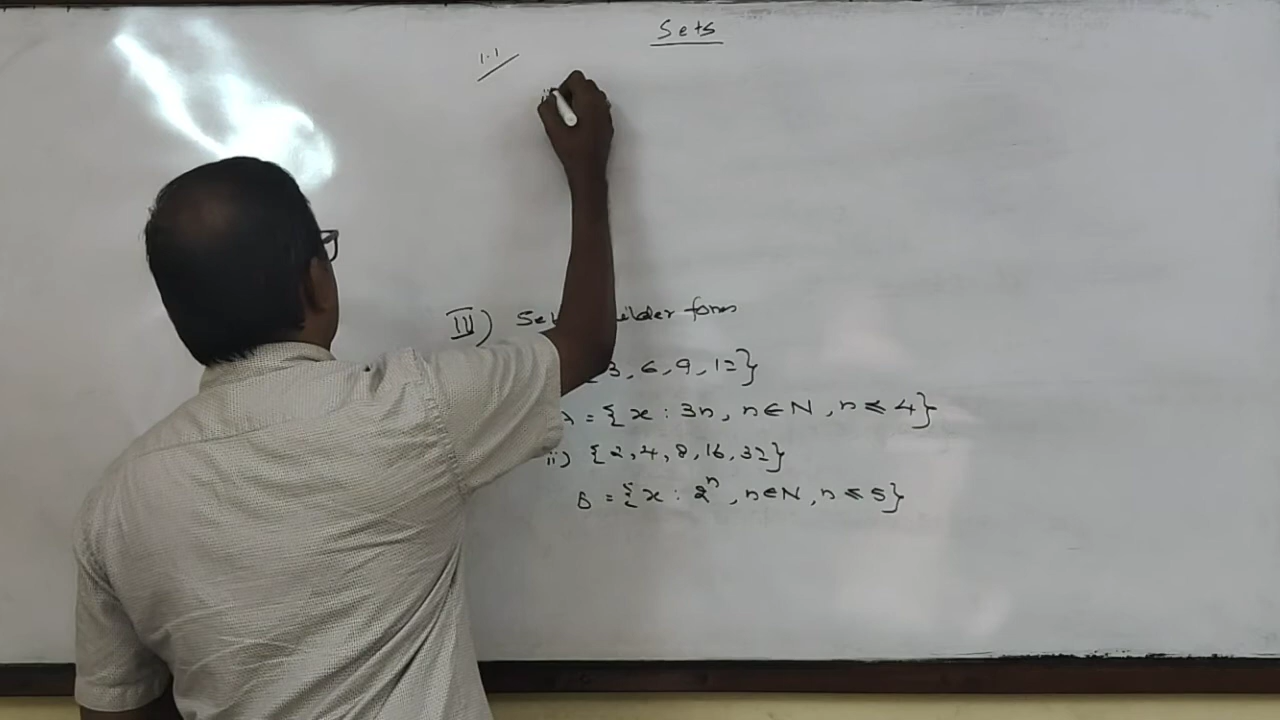 Sets
1.1
III) Set builder form
{3, 6, 9, 12}
A = {x : 3n, n ∈ N, n ≤ 4}
ii) {2, 4, 8, 16, 32}
B = {x : 2ⁿ, n ∈ N, n ≤ 5}